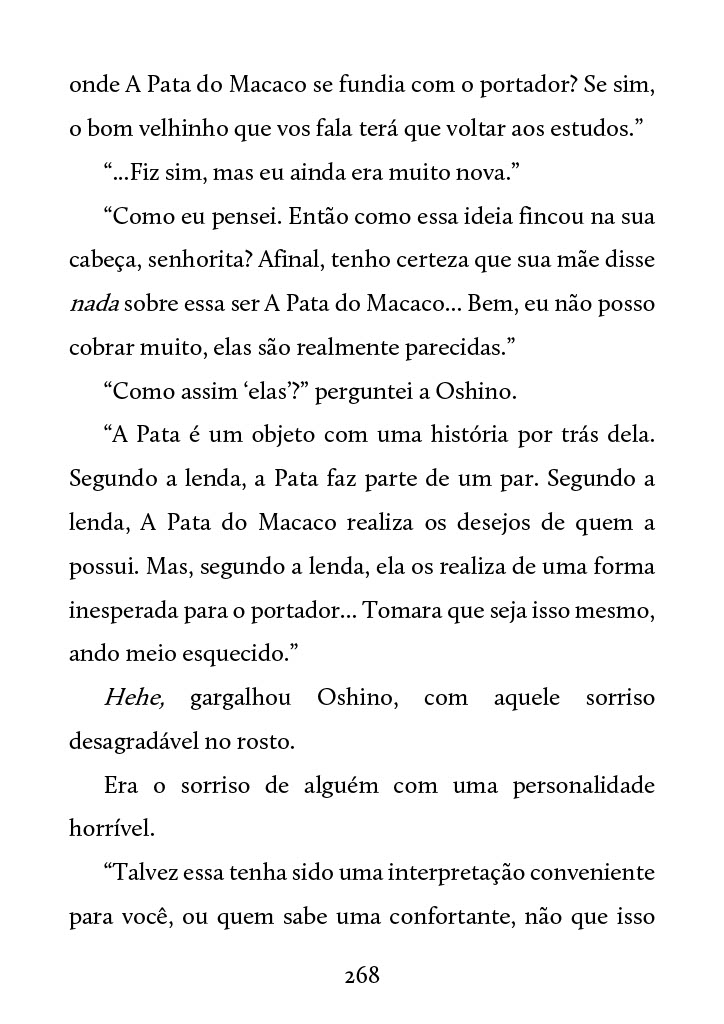 onde A Pata do Macaco se fundia com o portador? Se sim,
o bom velhinho que vos fala terá que voltar aos estudos.”
“...Fiz sim, mas eu ainda era muito nova.”
“Como eu pensei. Então como essa ideia fincou na sua
cabeça, senhorita? Afinal, tenho certeza que sua mãe disse
nada sobre essa ser A Pata do Macaco... Bem, eu não posso
cobrar muito, elas são realmente parecidas.”
“Como assim ‘elas’?” perguntei a Oshino.
“A Pata é um objeto com uma história por trás dela.
Segundo a lenda, a Pata faz parte de um par. Segundo a
lenda, A Pata do Macaco realiza os desejos de quem a
possui. Mas, segundo a lenda, ela os realiza de uma forma
inesperada para o portador... Tomara que seja isso mesmo,
ando meio esquecido.”
Hehe, gargalhou Oshino, com aquele sorriso
desagradável no rosto.
Era o sorriso de alguém com uma personalidade
horrível.
“Talvez essa tenha sido uma interpretação conveniente
para você, ou quem sabe uma confortante, não que isso
268